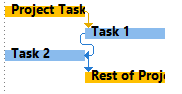 Project Task
Task 1
Task 2
Rest of Proj